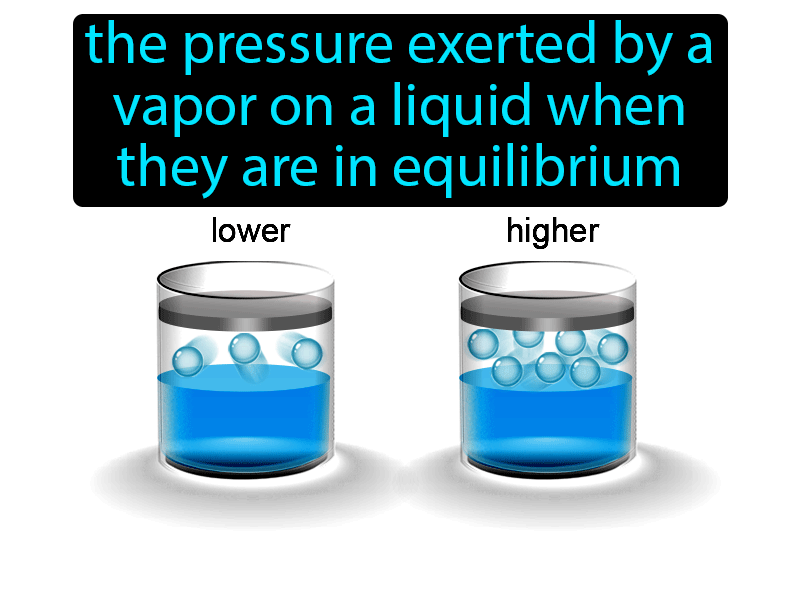 the pressure exerted by a
vapor on a liquid when
they are in equilibrium
lower
higher